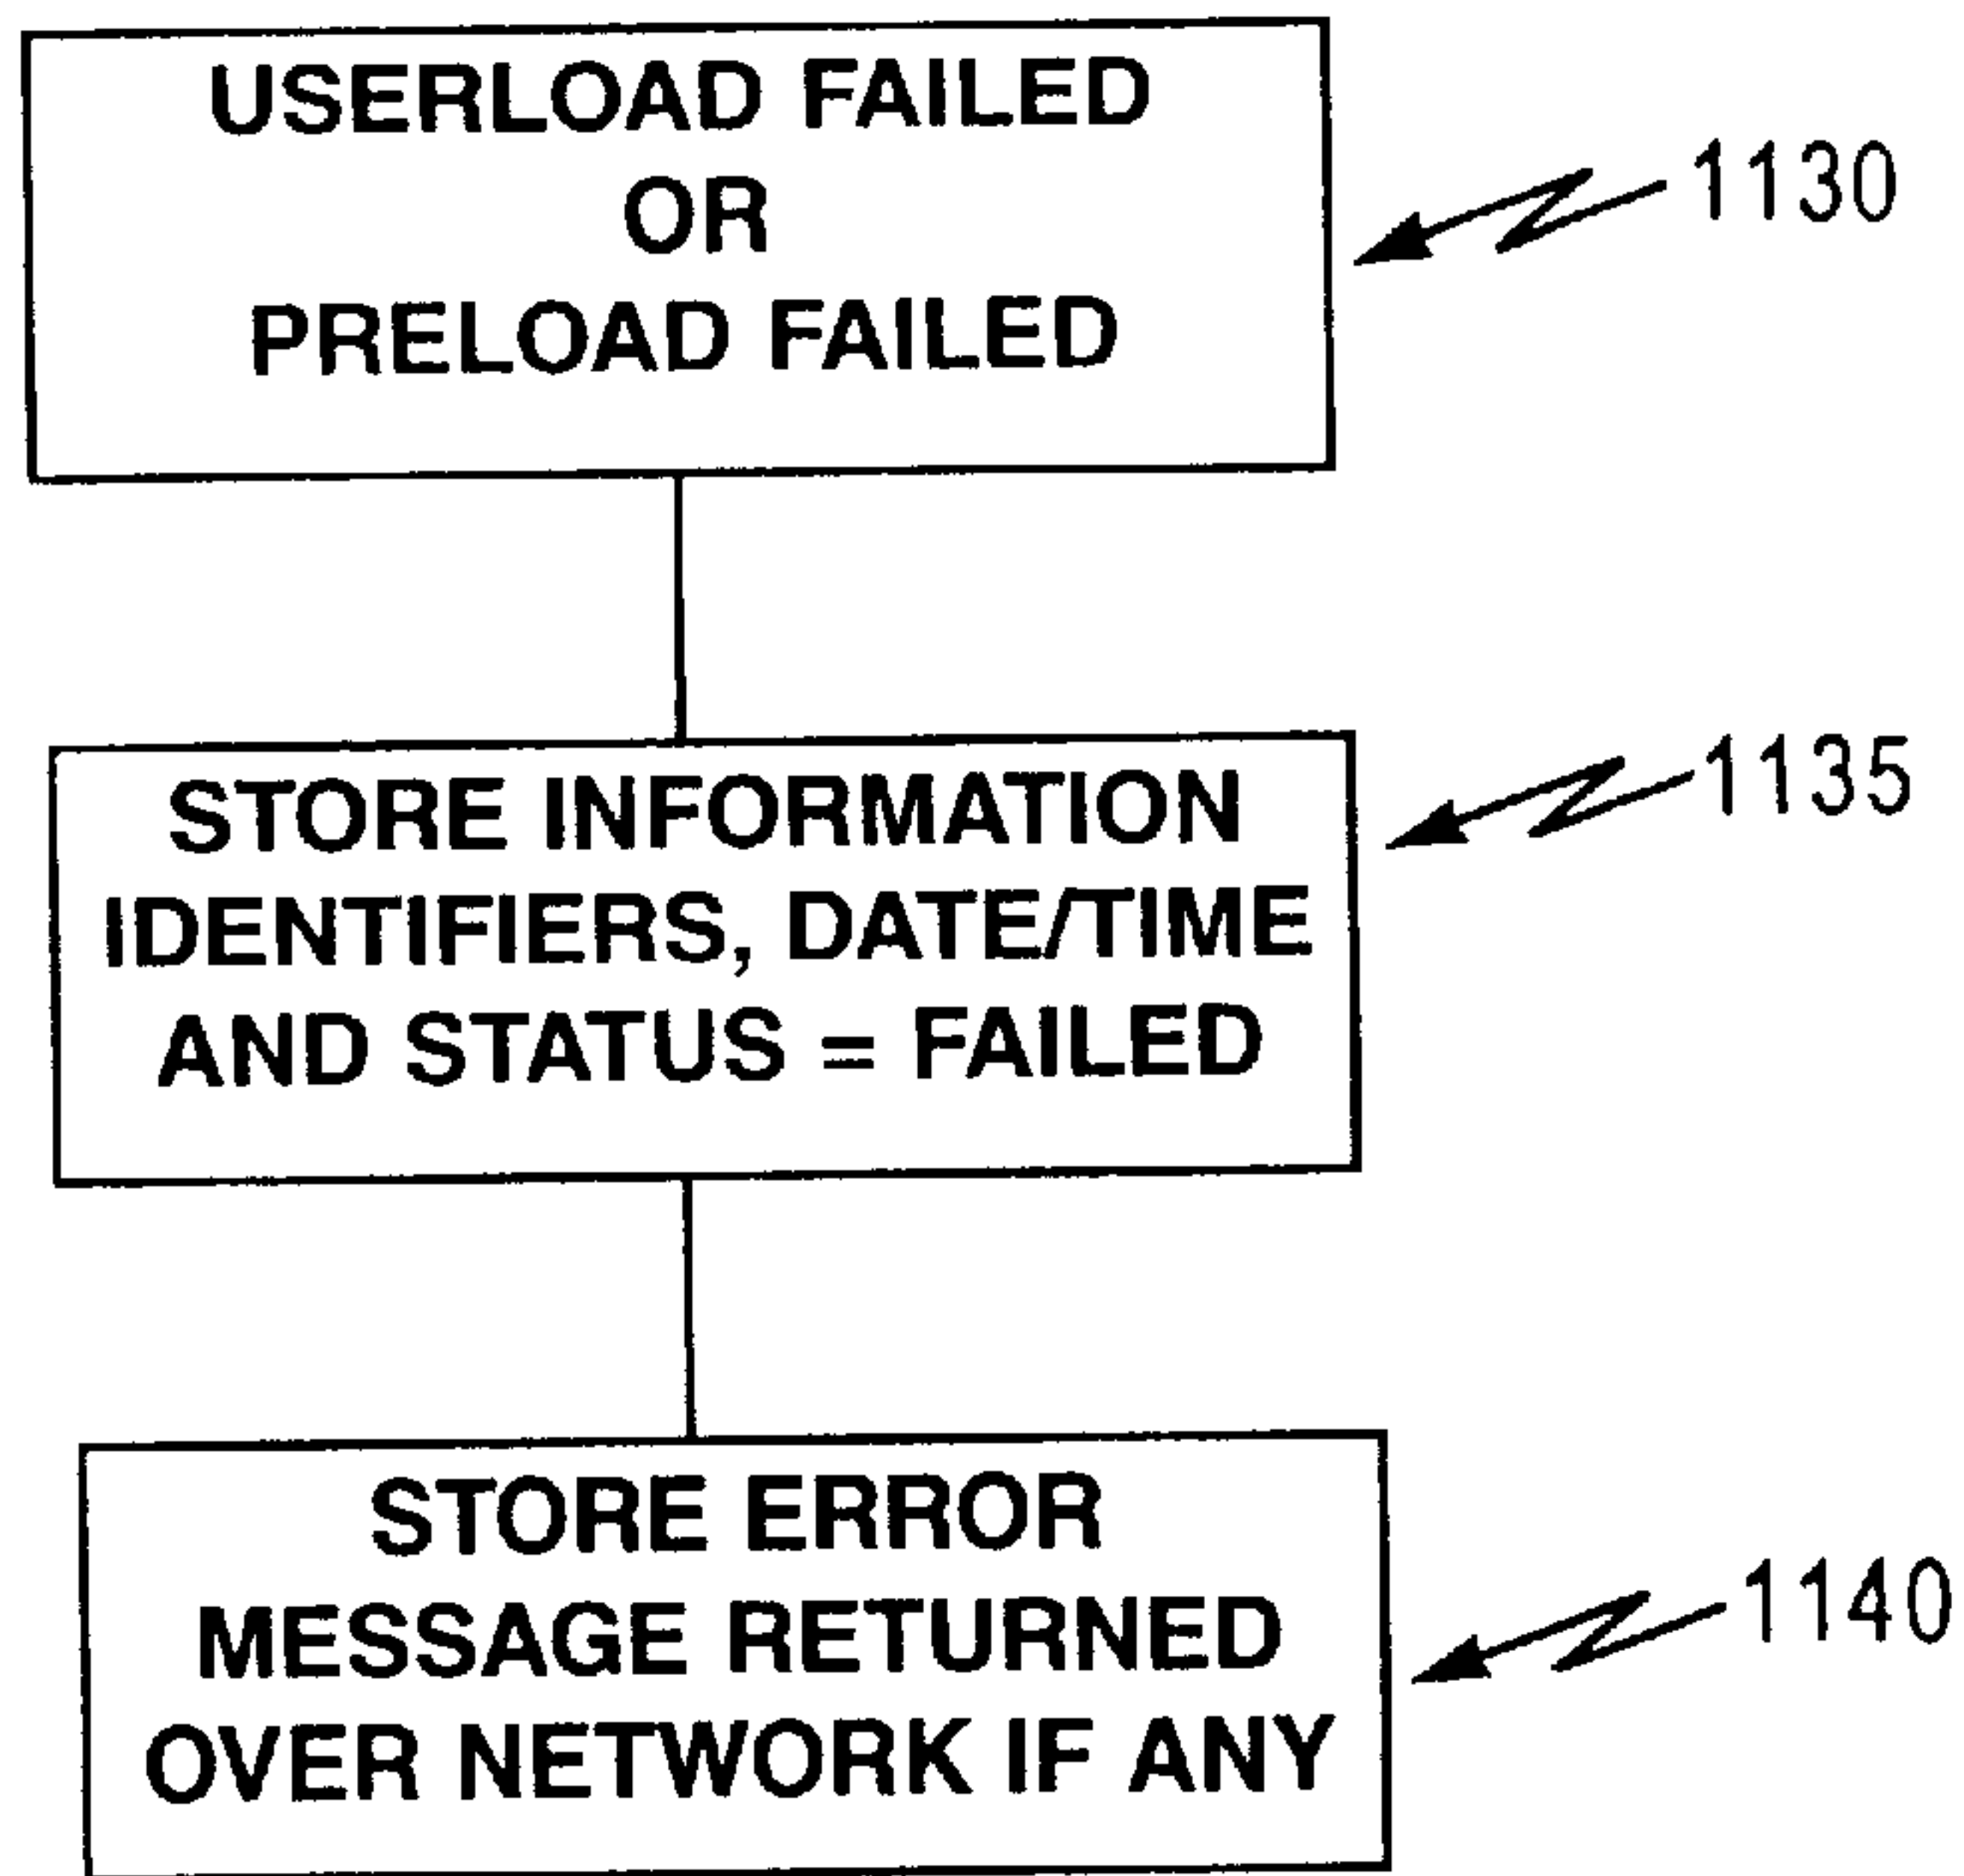 USERLOAD FAILED
OR
PRELOAD FAILED
1130
STORE INFORMATION
IDENTIFIERS, DATE/TIME
AND STATUS = FAILED
1135
STORE ERROR
MESSAGE RETURNED
OVER NETWORK IF ANY
1140